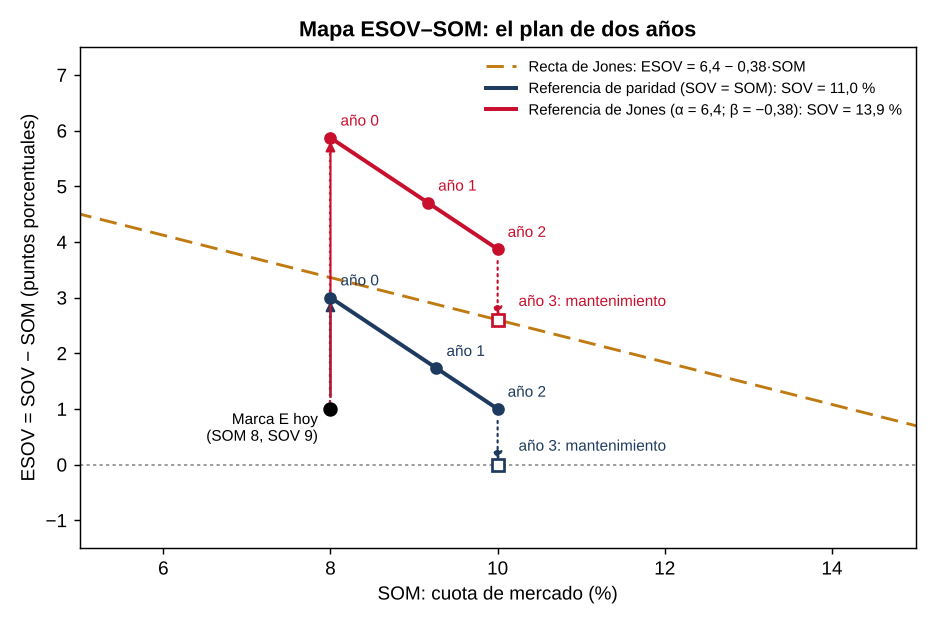 Mapa ESOV–SOM: el plan de dos años
Recta de Jones: ESOV = 6,4 − 0,38·SOM
Referencia de paridad (SOV = SOM): SOV = 11,0 %
Referencia de Jones (α = 6,4; β = −0,38): SOV = 13,9 %
ESOV = SOV − SOM (puntos porcentuales)
7
6
5
4
3
2
1
0
−1
año 0
año 1
año 2
año 3: mantenimiento
año 0
año 1
año 2
año 3: mantenimiento
Marca E hoy
(SOM 8, SOV 9)
6
8
10
12
14
SOM: cuota de mercado (%)